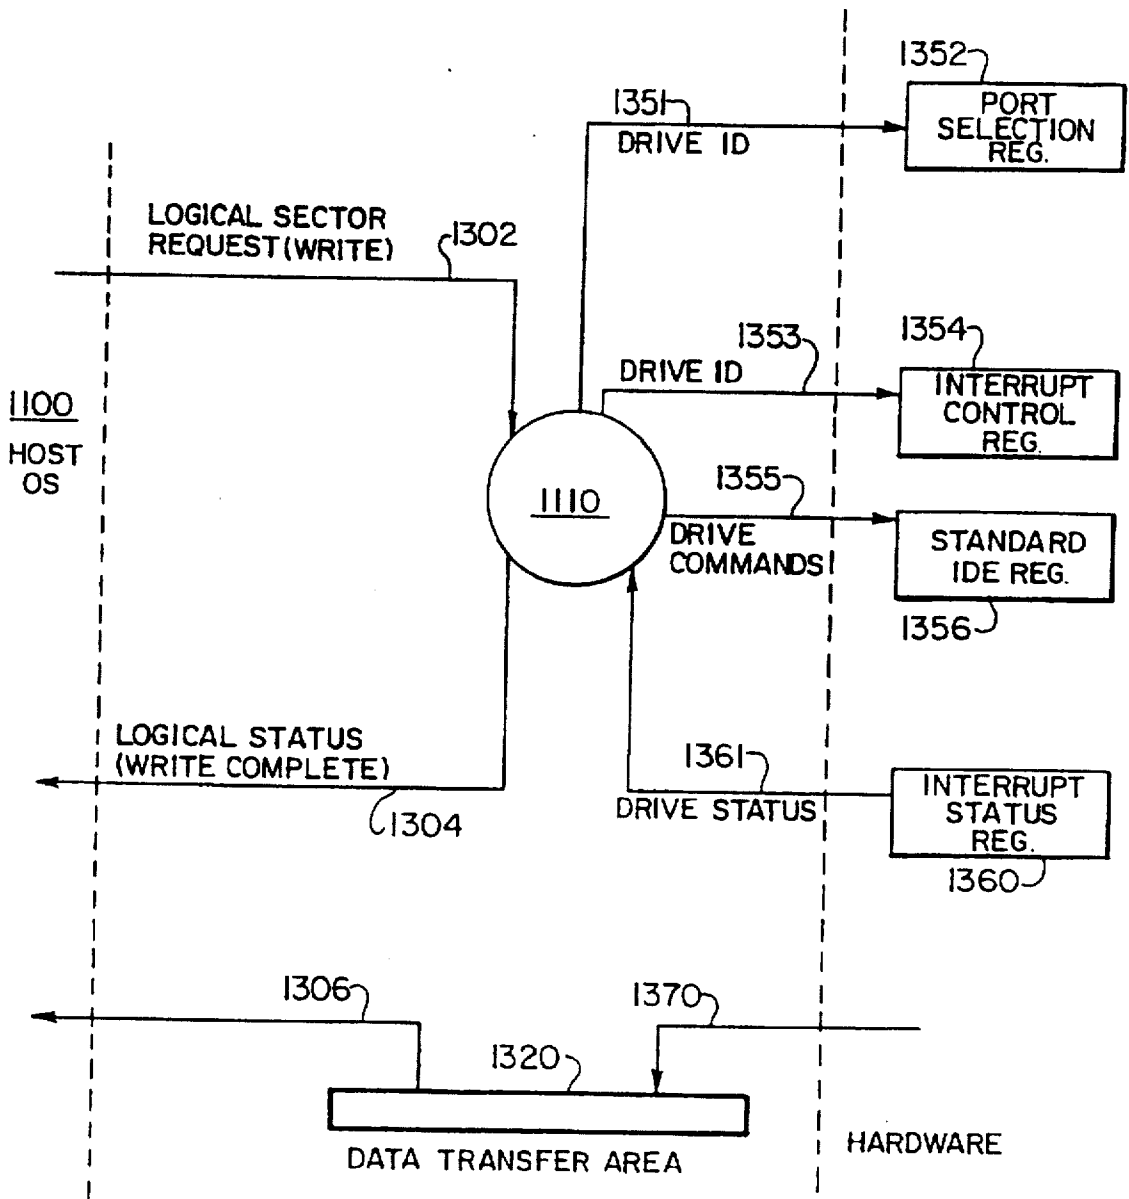 1352
PORT
SELECTION
REG.
1351
DRIVE ID
LOGICAL SECTOR
REQUEST(WRITE)
1302
1353
DRIVE ID
1354
INTERRUPT
CONTROL
REG.
1100
HOST
OS
1110
1355
DRIVE
COMMANDS
STANDARD
IDE REG.
1356
LOGICAL STATUS
(WRITE COMPLETE)
1304
1361
DRIVE STATUS
INTERRUPT
STATUS
REG.
1360
1306
1370
1320
DATA TRANSFER AREA
HARDWARE